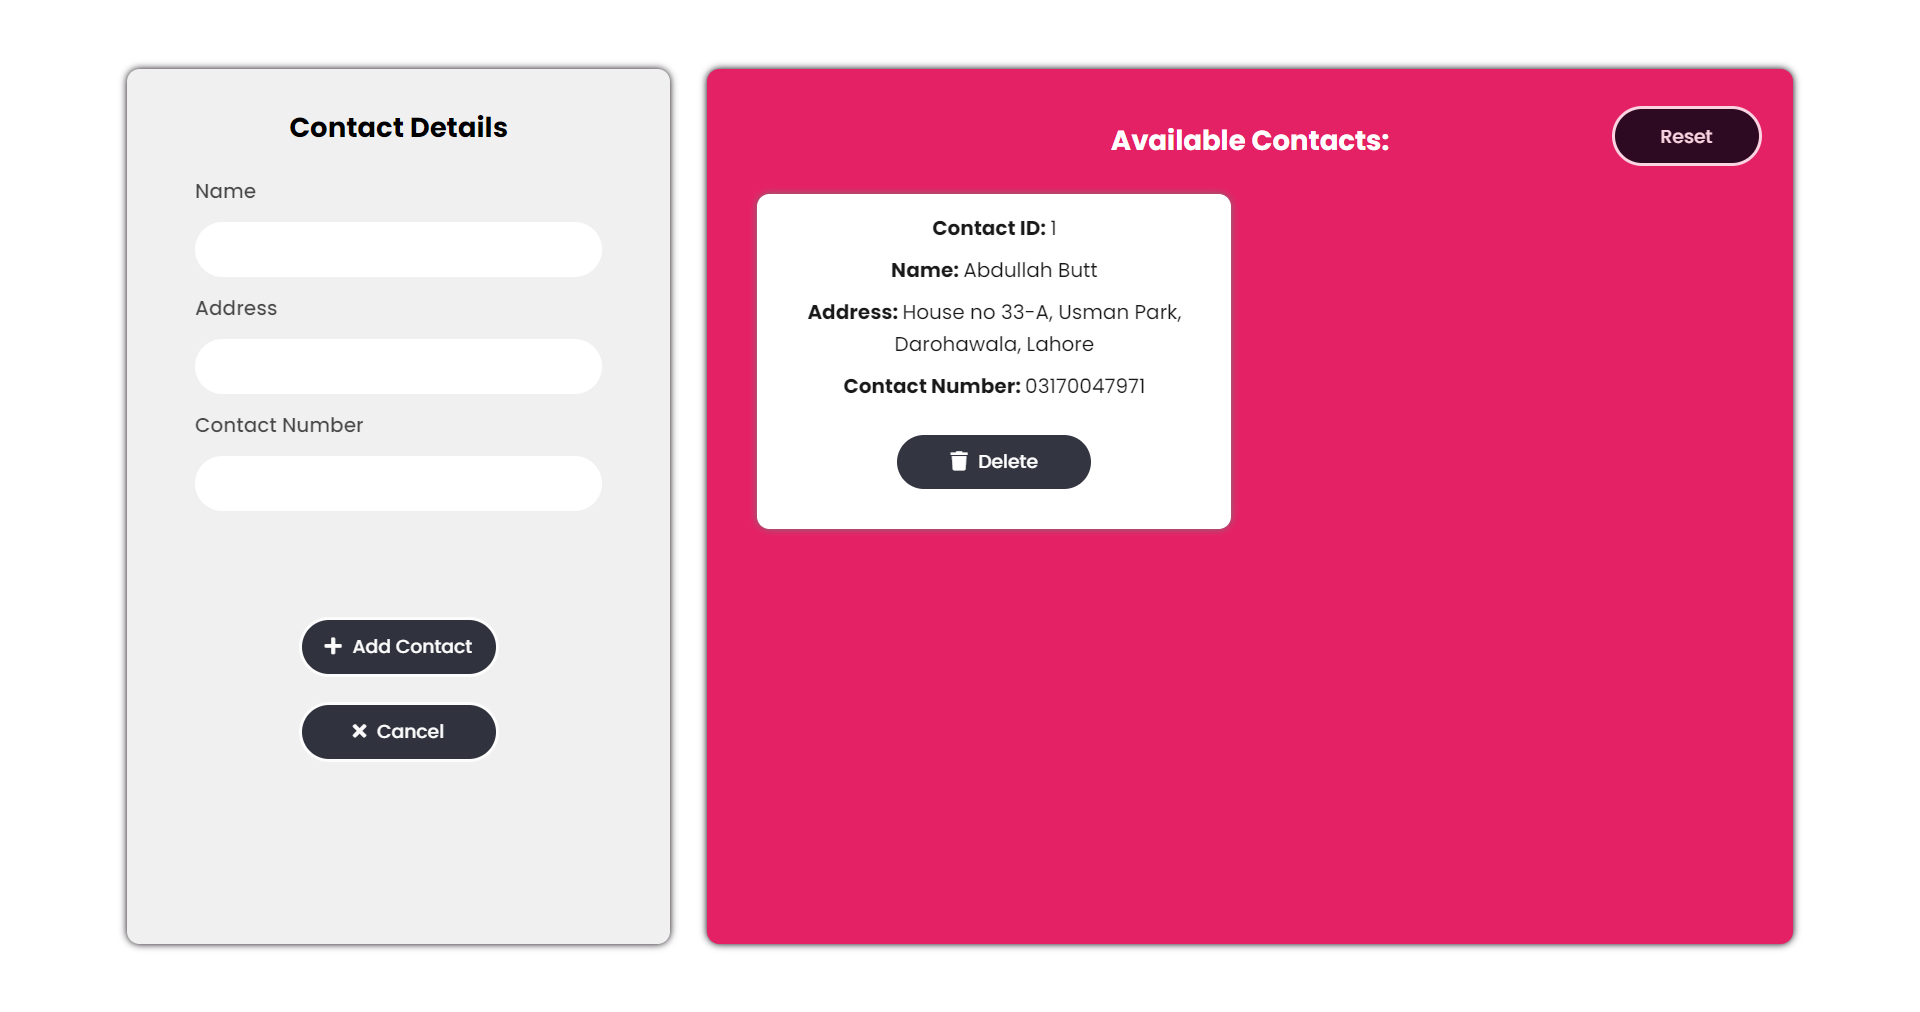 Contact Details
Name
Address
Contact Number
Add Contact
Cancel
Available Contacts:
Reset
Contact ID: 1
Name: Abdullah Butt
Address: House no 33-A, Usman Park,
Darohawala, Lahore
Contact Number: 03170047971
Delete